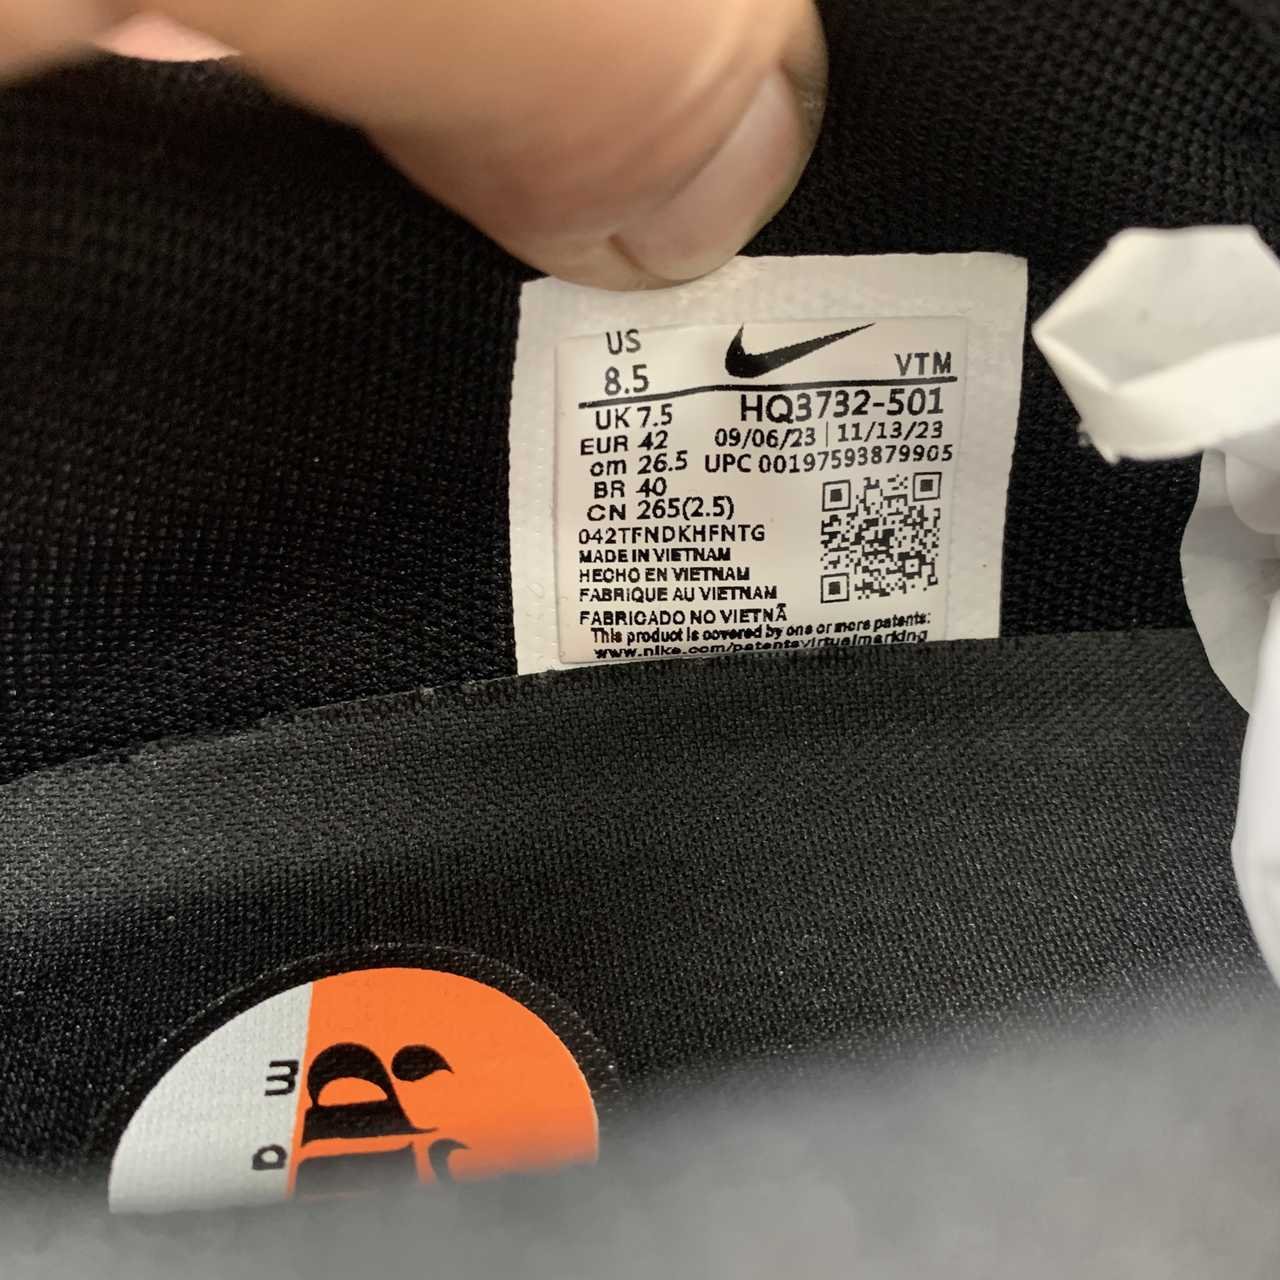 US
8.5
VTM
UK 7.5
HQ3732-501
EUR 42
09/06/23 | 11/13/23
cm 26.5
UPC 00197593879905
BR 40
CN 265(2.5)
042TFNDKHFNTG
MADE IN VIETNAM
HECHO EN VIETNAM
FABRIQUE AU VIETNAM
FABRICADO NO VIETNÃ
This product is covered by one or more patents:
www.nike.com/patentsvirtualmarking
m
a